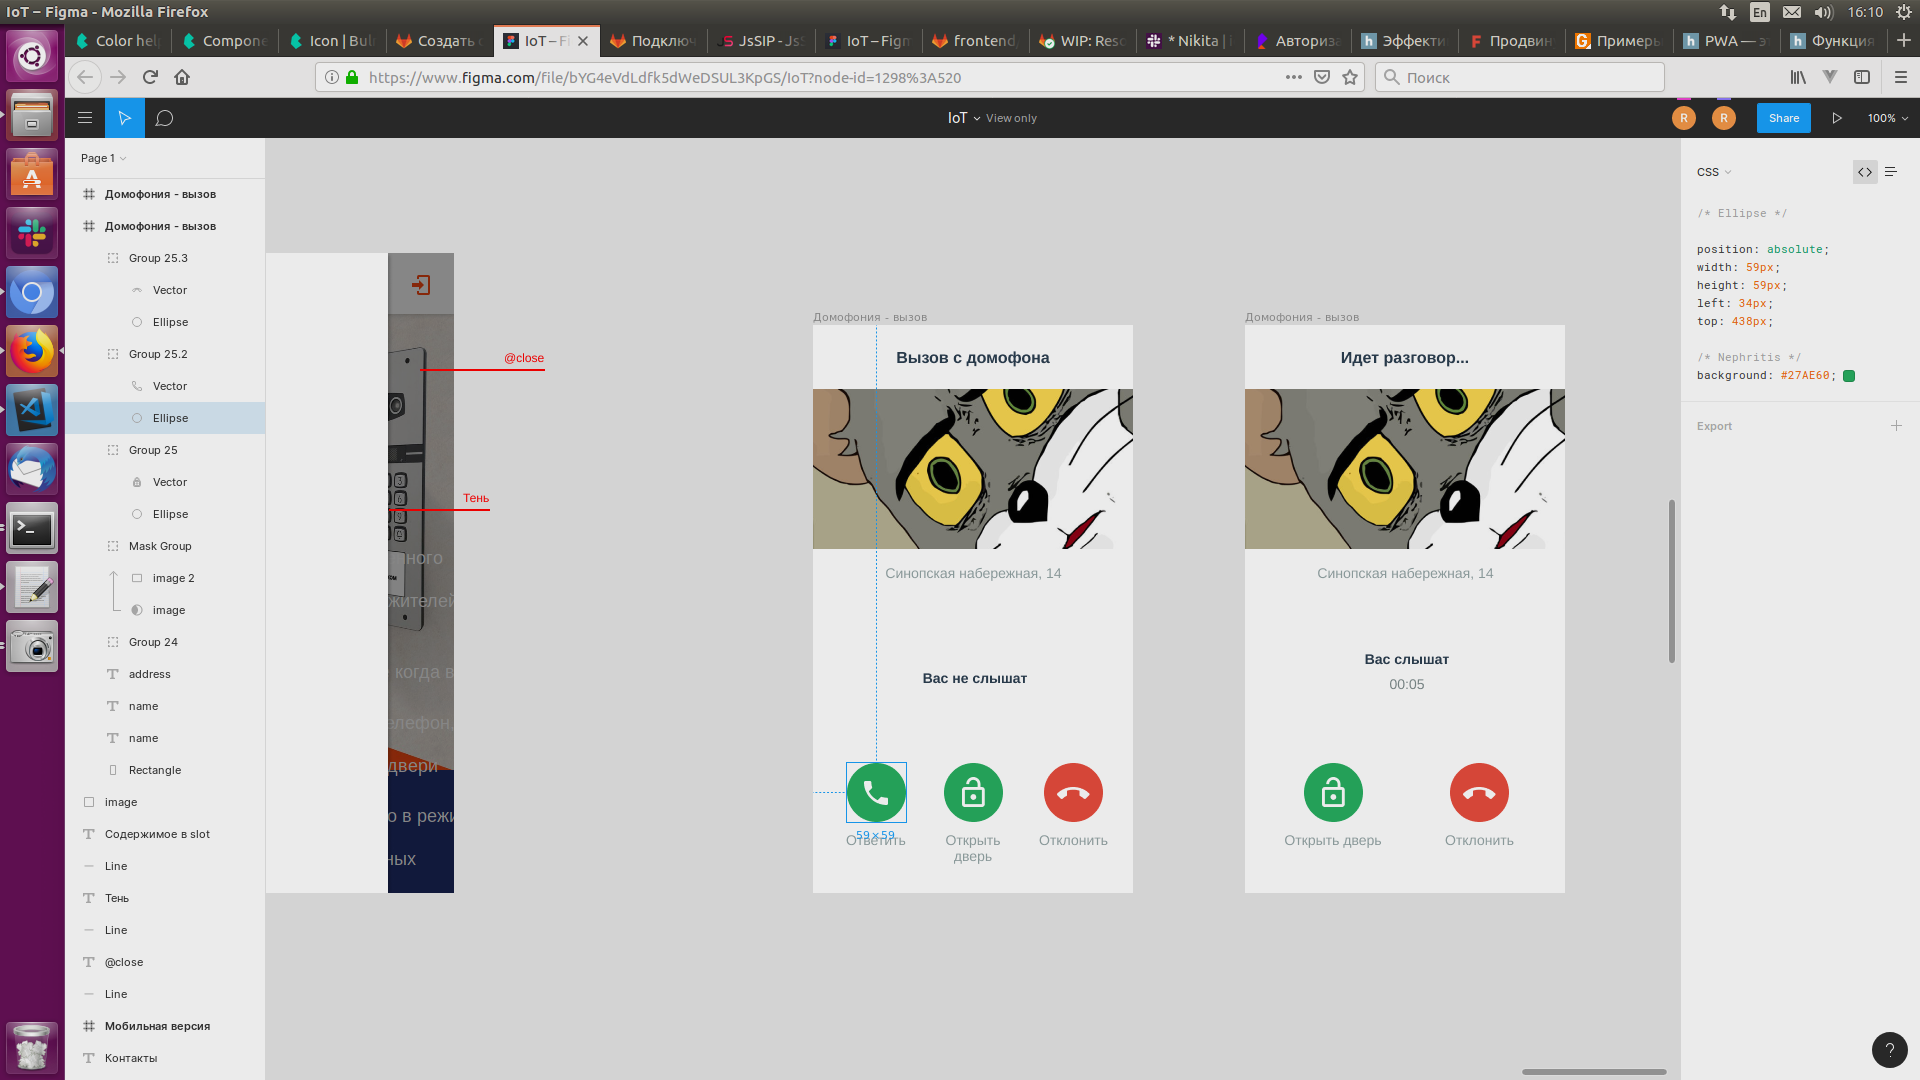 IoT – Figma - Mozilla Firefox
En
16:10
Color hel
Compone
Icon | Bul
Создать
IoT – Fi
Подключ
JsSIP - JsS
IoT – Figm
frontend
WIP: Reso
* Nikita |
Авториза
Эффекти
Продвин
Примеры
PWA — э
Функция
https://www.figma.com/file/bYG4eVdLdfk5dWeDSUL3KpGS/IoT?node-id=1298%3A520
Поиск
IoT
View only
R
R
Share
100%
Page 1
Домофония - вызов
Домофония - вызов
Group 25.3
Vector
Ellipse
Group 25.2
Vector
Ellipse
Group 25
Vector
Ellipse
Mask Group
image 2
image
Group 24
address
name
name
Rectangle
image
Содержимое в slot
Line
Тень
Line
@close
Line
Мобильная версия
Контакты
@close
Тень
ного
жителей
когда в
елефон,
двери
о в режи
ных
Домофония - вызов
Вызов с домофона
Синопская набережная, 14
Вас не слышат
59×59
Ответить
Открыть
дверь
Отклонить
Домофония - вызов
Идет разговор...
Синопская набережная, 14
Вас слышат
00:05
Открыть дверь
Отклонить
CSS
/* Ellipse */
position: absolute;
width: 59px;
height: 59px;
left: 34px;
top: 438px;
/* Nephritis */
background: #27AE60;
Export
?